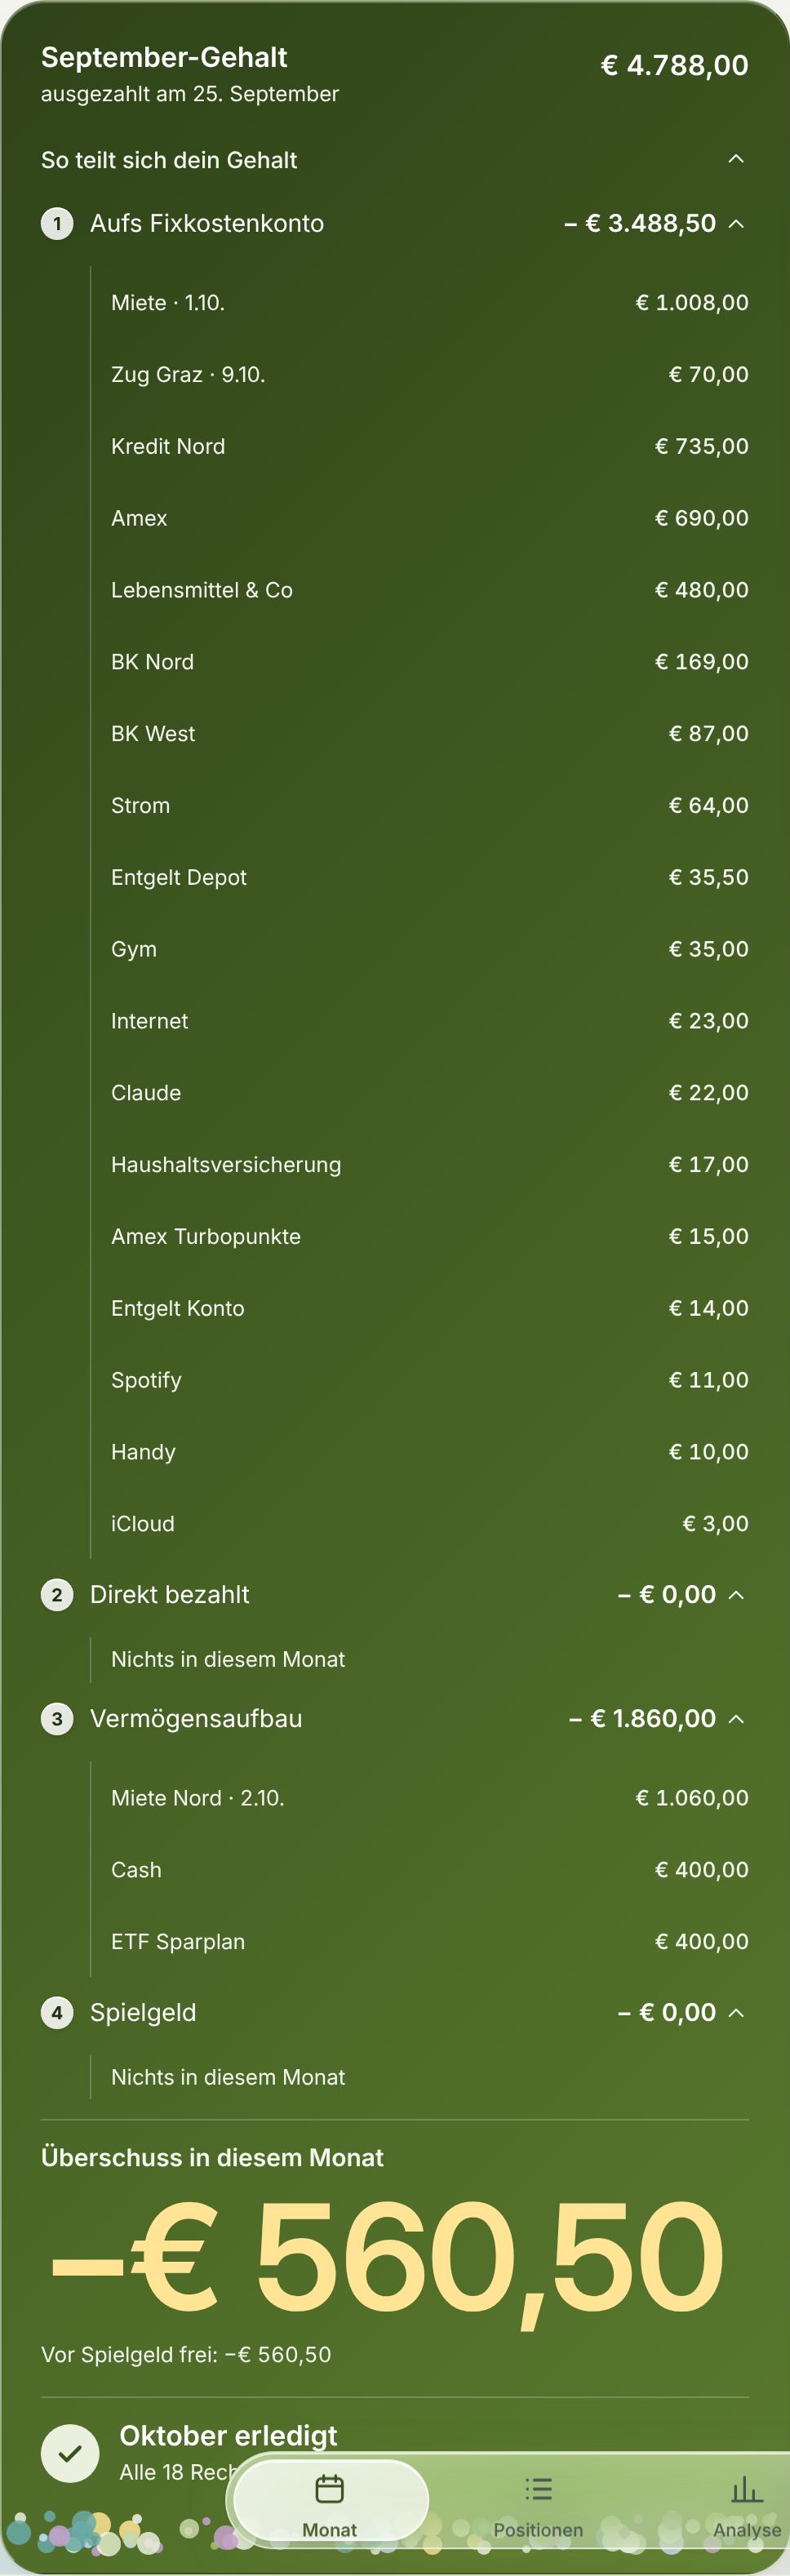 September-Gehalt
€ 4.788,00
ausgezahlt am 25. September
So teilt sich dein Gehalt
1 Aufs Fixkostenkonto – € 3.488,50
Miete · 1.10. € 1.008,00
Zug Graz · 9.10. € 70,00
Kredit Nord € 735,00
Amex € 690,00
Lebensmittel & Co € 480,00
BK Nord € 169,00
BK West € 87,00
Strom € 64,00
Entgelt Depot € 35,50
Gym € 35,00
Internet € 23,00
Claude € 22,00
Haushaltsversicherung € 17,00
Amex Turbopunkte € 15,00
Entgelt Konto € 14,00
Spotify € 11,00
Handy € 10,00
iCloud € 3,00
2 Direkt bezahlt – € 0,00
Nichts in diesem Monat
3 Vermögensaufbau – € 1.860,00
Miete Nord · 2.10. € 1.060,00
Cash € 400,00
ETF Sparplan € 400,00
4 Spielgeld – € 0,00
Nichts in diesem Monat
Überschuss in diesem Monat
–€ 560,50
Vor Spielgeld frei: –€ 560,50
Oktober erledigt
Alle 18 Rech
Monat Positionen Analyse